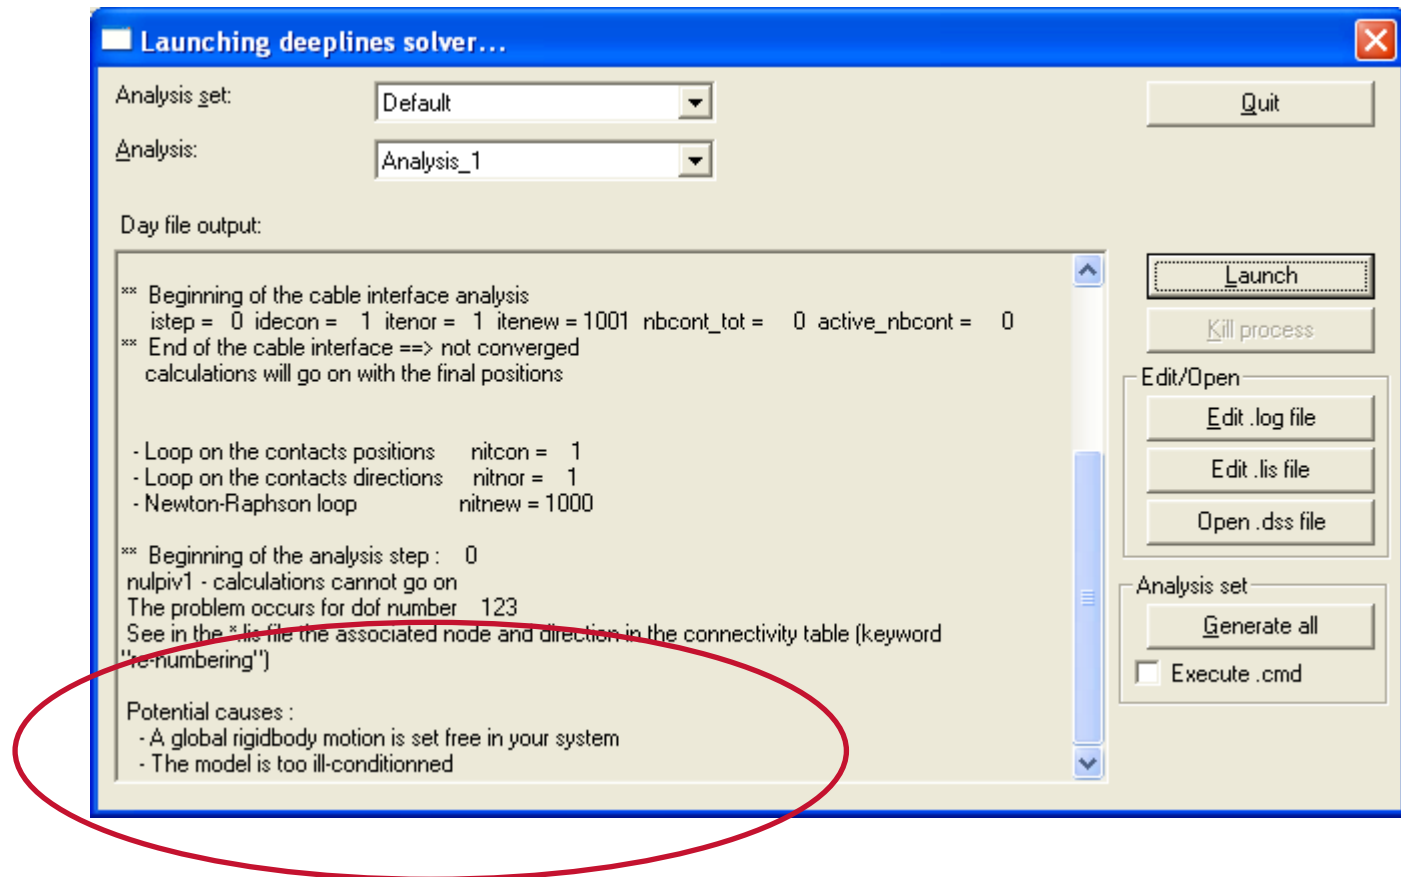 Launching deeplines solver...
Analysis set:
Default
Quit
Analysis:
Analysis_1
Day file output:
** Beginning of the cable interface analysis
istep = 0 idecon = 1 itenor = 1 itenew = 1001 nbcont_tot = 0 active_nbcont = 0
** End of the cable interface ==> not converged
calculations will go on with the final positions
- Loop on the contacts positions nitcon = 1
- Loop on the contacts directions nitnor = 1
- Newton-Raphson loop nitnew = 1000
** Beginning of the analysis step : 0
nulpiv1 - calculations cannot go on
The problem occurs for dof number 123
See in the *.lis file the associated node and direction in the connectivity table (keyword
"re-numbering")
Potential causes :
- A global rigidbody motion is set free in your system
- The model is too ill-conditionned
Launch
Kill process
Edit/Open
Edit .log file
Edit .lis file
Open .dss file
Analysis set
Generate all
Execute .cmd